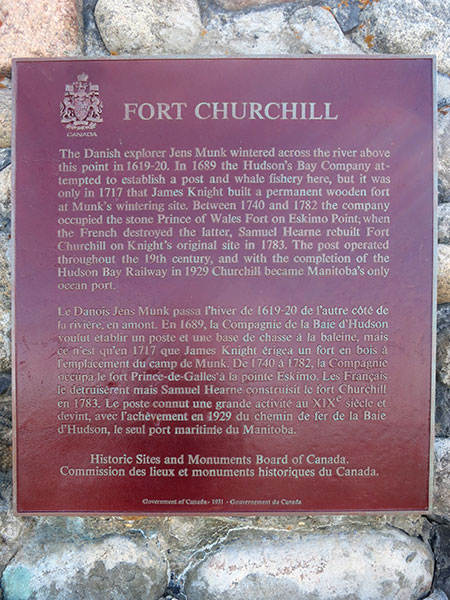 CANADA
FORT CHURCHILL
The Danish explorer Jens Munk wintered across the river above
this point in 1619-20. In 1689 the Hudson's Bay Company at-
tempted to establish a post and whale fishery here, but it was
only in 1717 that James Knight built a permanent wooden fort
at Munk's wintering site. Between 1740 and 1782 the company
occupied the stone Prince of Wales Fort on Eskimo Point; when
the French destroyed the latter, Samuel Hearne rebuilt Fort
Churchill on Knight's original site in 1783. The post operated
throughout the 19th century, and with the completion of the
Hudson Bay Railway in 1929 Churchill became Manitoba's only
ocean port.
Le Danois Jens Munk passa l'hiver de 1619-20 de l'autre côté de
la rivière, en amont. En 1689, la Compagnie de la Baie d'Hudson
voulut établir un poste et une base de chasse à la baleine, mais
ce n'est qu'en 1717 que James Knight érigea un fort en bois à
l'emplacement du camp de Munk. De 1740 à 1782, la Compagnie
occupa le fort Prince-de-Galles à la pointe Eskimo. Les Français
le détruisirent mais Samuel Hearne construisit le fort Churchill
en 1783. Le poste connut une grande activité au XIXe siècle et
devint, avec l'achèvement en 1929 du chemin de fer de la Baie
d'Hudson, le seul port maritime du Manitoba.
Historic Sites and Monuments Board of Canada.
Commission des lieux et monuments historiques du Canada.
Government of Canada - 1931 - Gouvernement du Canada